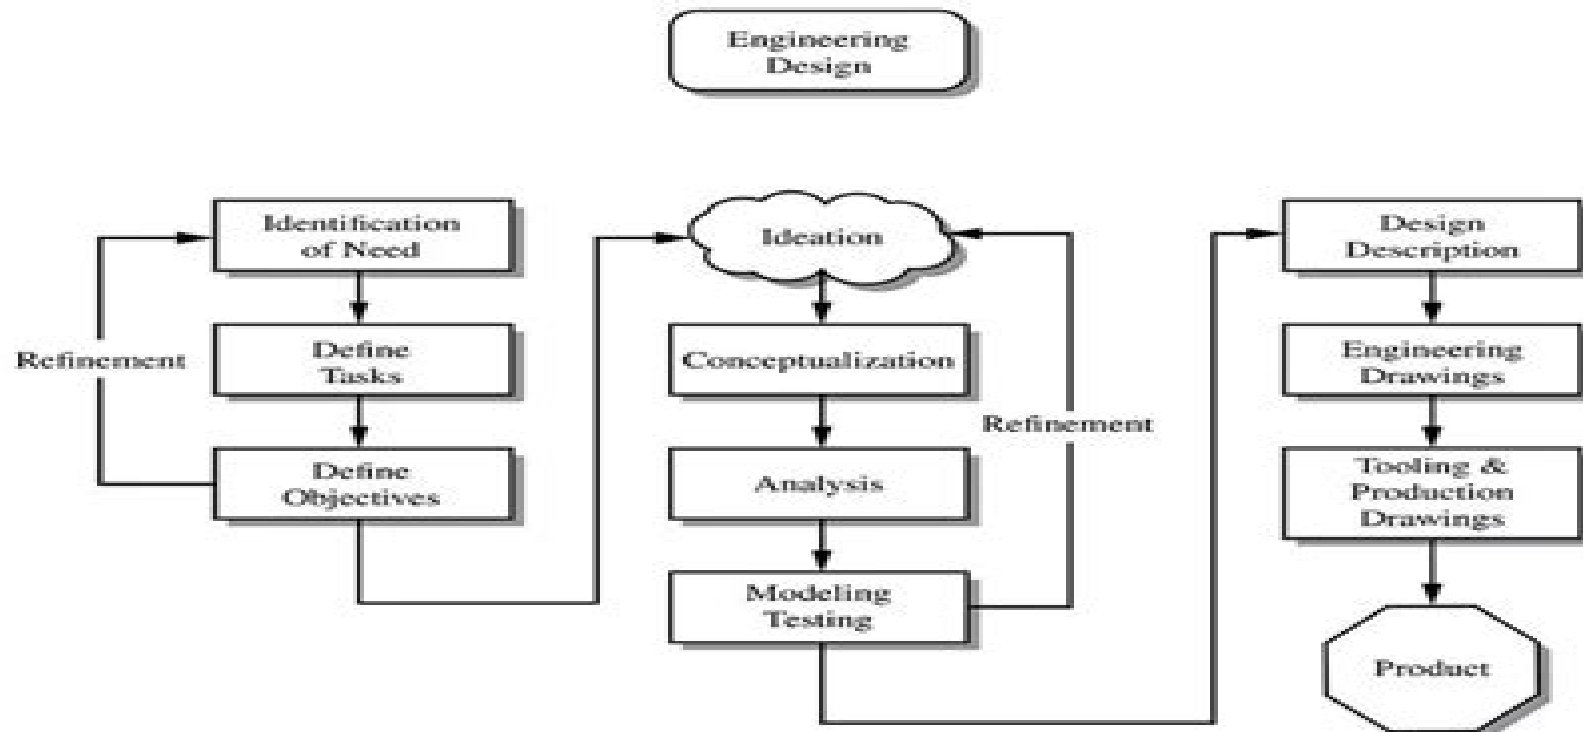 Engineering
Design
Identification
of Need
Define
Tasks
Define
Objectives
Refinement
Ideation
Conceptualization
Analysis
Modeling
Testing
Refinement
Design
Description
Engineering
Drawings
Tooling &
Production
Drawings
Product